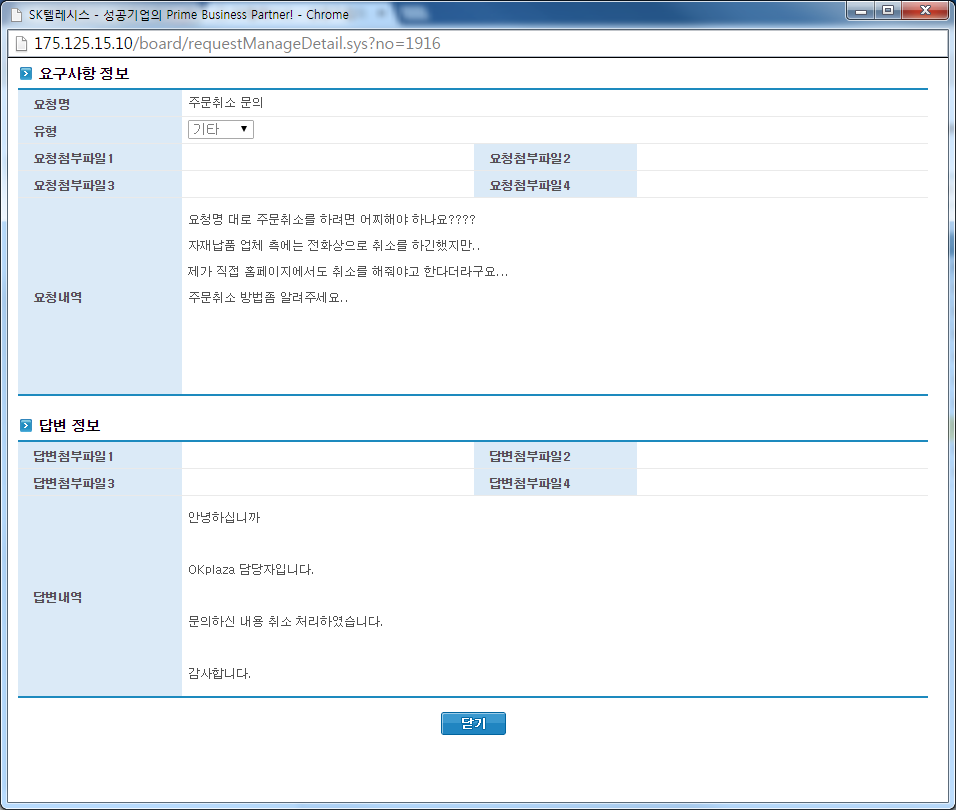 SK텔레시스 - 성공기업의 Prime Business Partner! - Chrome
175.125.15.10/board/requestManageDetail.sys?no=1916
요구사항 정보
요청명 주문취소 문의
유형 기타
요청첨부파일1 요청첨부파일2
요청첨부파일3 요청첨부파일4
요청명 대로 주문취소를 하려면 어찌해야 하나요????
자재납품 업체 측에는 전화상으로 취소를 하긴했지만..
제가 직접 홈페이지에서도 취소를 해줘야고 한다더라구요...
요청내역 주문취소 방법좀 알려주세요..
답변 정보
답변첨부파일1 답변첨부파일2
답변첨부파일3 답변첨부파일4
안녕하십니까
OKplaza 담당자입니다.
답변내역
문의하신 내용 취소 처리하였습니다.
감사합니다.
닫기